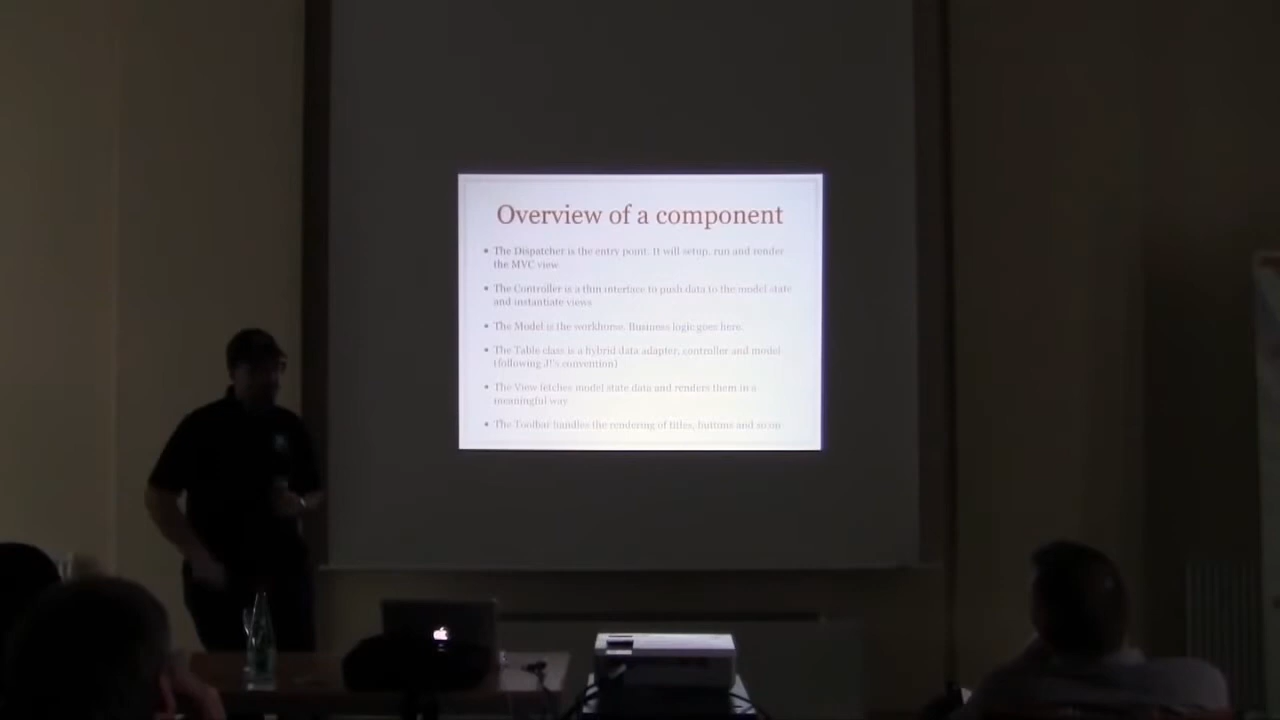 Overview of a component
• The Dispatcher is the entry point. It will setup, run and render
the MVC view
• The Controller is a thin interface to push data to the model state
and instantiate views
• The Model is the workhorse. Business logic goes here.
• The Table class is a hybrid data adapter, controller and model
(following J!'s convention)
• The View fetches model state data and renders them in a
meaningful way
• The Toolbar handles the rendering of titles, buttons and so on